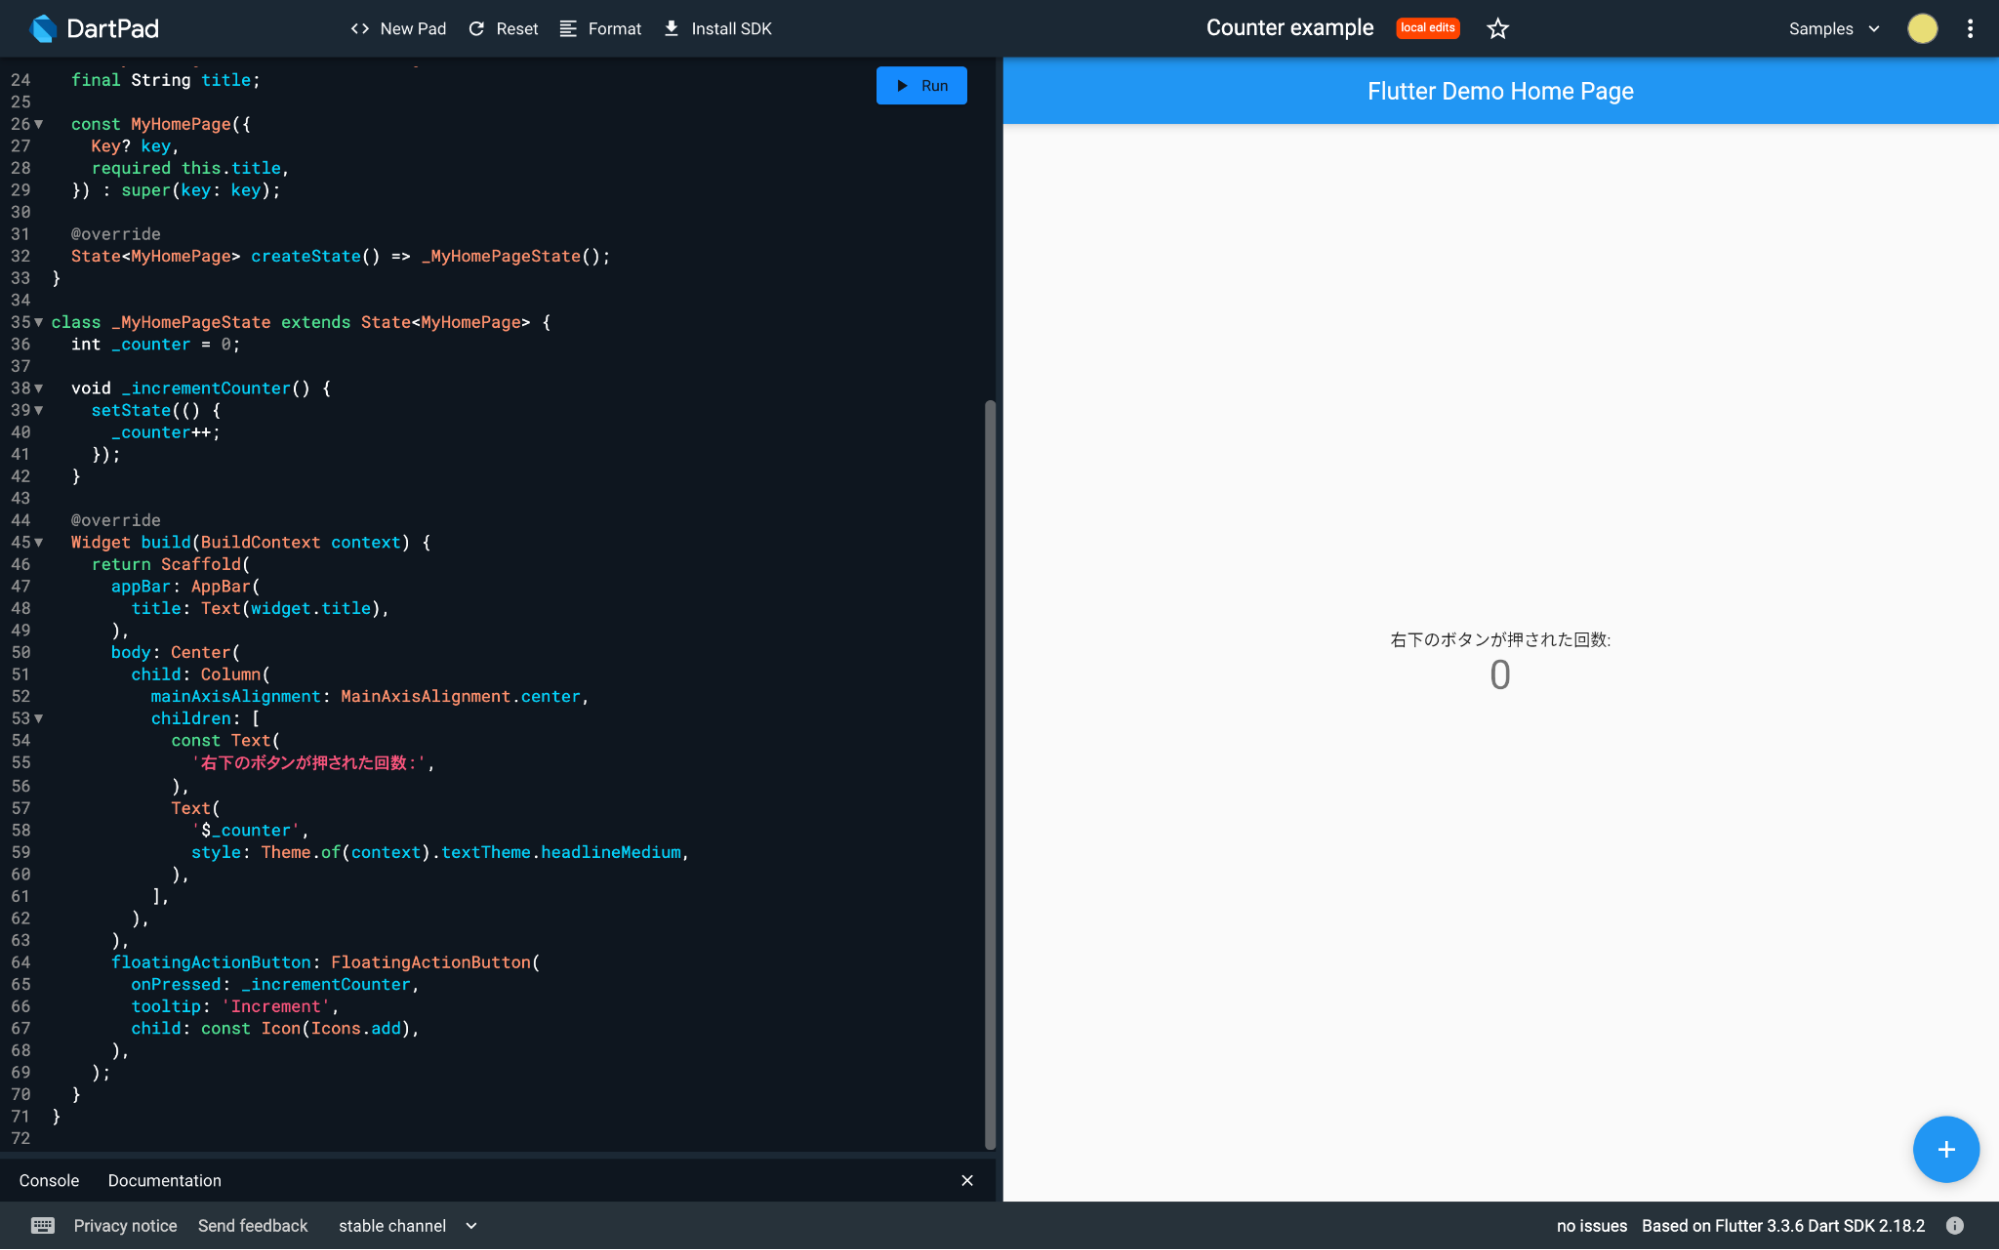 DartPad
<> New Pad
Reset
Format
Install SDK
Counter example
local edits
Samples
24 final String title;
25
26 const MyHomePage({
27 Key? key,
28 required this.title,
29 }) : super(key: key);
30
31 @override
32 State<MyHomePage> createState() => _MyHomePageState();
33 }
34
35 class _MyHomePageState extends State<MyHomePage> {
36 int _counter = 0;
37
38 void _incrementCounter() {
39 setState(() {
40 _counter++;
41 });
42 }
43
44 @override
45 Widget build(BuildContext context) {
46 return Scaffold(
47 appBar: AppBar(
48 title: Text(widget.title),
49 ),
50 body: Center(
51 child: Column(
52 mainAxisAlignment: MainAxisAlignment.center,
53 children: [
54 const Text(
55 '右下のボタンが押された回数:',
56 ),
57 Text(
58 '$_counter',
59 style: Theme.of(context).textTheme.headlineMedium,
60 ),
61 ],
62 ),
63 ),
64 floatingActionButton: FloatingActionButton(
65 onPressed: _incrementCounter,
66 tooltip: 'Increment',
67 child: const Icon(Icons.add),
68 ),
69 );
70 }
71 }
72
Run
Flutter Demo Home Page
右下のボタンが押された回数:
0
+
Console
Documentation
Privacy notice
Send feedback
stable channel
no issues
Based on Flutter 3.3.6 Dart SDK 2.18.2